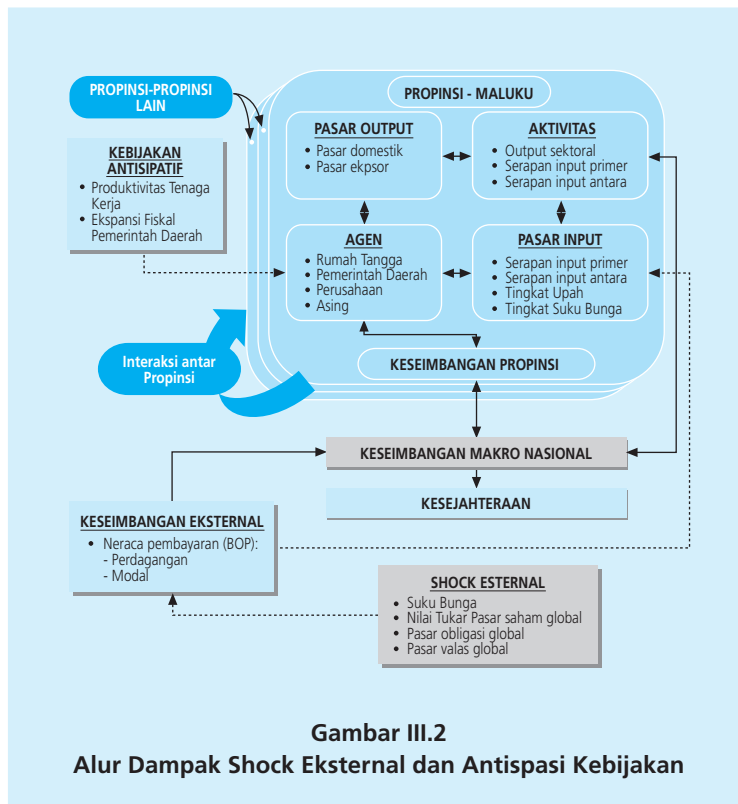 PROPINSI-PROPINSI
LAIN
PROPINSI - MALUKU
PASAR OUTPUT
• Pasar domestik
• Pasar ekpsor
AKTIVITAS
• Output sektoral
• Serapan input primer
• Serapan input antara
KEBIJAKAN
ANTISIPATIF
• Produktivitas Tenaga
Kerja
• Ekspansi Fiskal
Pemerintah Daerah
AGEN
• Rumah Tangga
• Pemerintah Daerah
• Perusahaan
• Asing
PASAR INPUT
• Serapan input primer
• Serapan input antara
• Tingkat Upah
• Tingkat Suku Bunga
Interaksi antar
Propinsi
KESEIMBANGAN PROPINSI
KESEIMBANGAN MAKRO NASIONAL
KESEJAHTERAAN
KESEIMBANGAN EKSTERNAL
• Neraca pembayaran (BOP):
- Perdagangan
- Modal
SHOCK ESTERNAL
• Suku Bunga
• Nilai Tukar Pasar saham global
• Pasar obligasi global
• Pasar valas global
Gambar III.2
Alur Dampak Shock Eksternal dan Antispasi Kebijakan